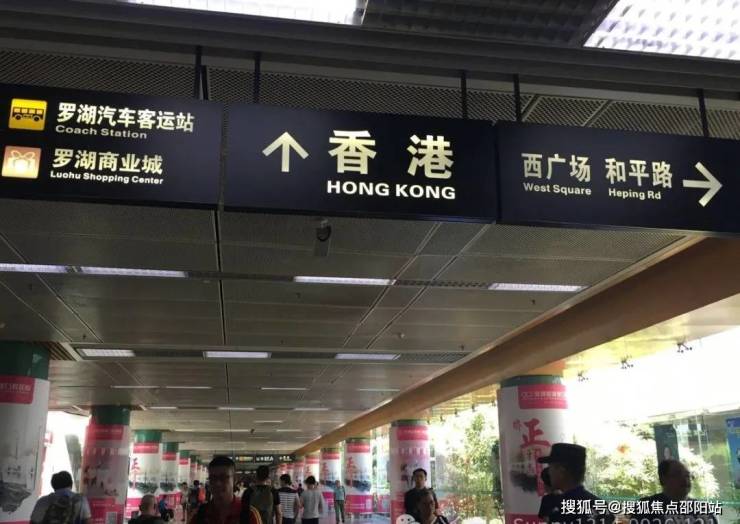 罗湖汽车客运站
Coach Station
罗湖商业城
Luohu Shopping Center
香港
HONG KONG
西广场 和平路
West Square Heping Rd
正
搜狐号@搜狐焦点邵阳站